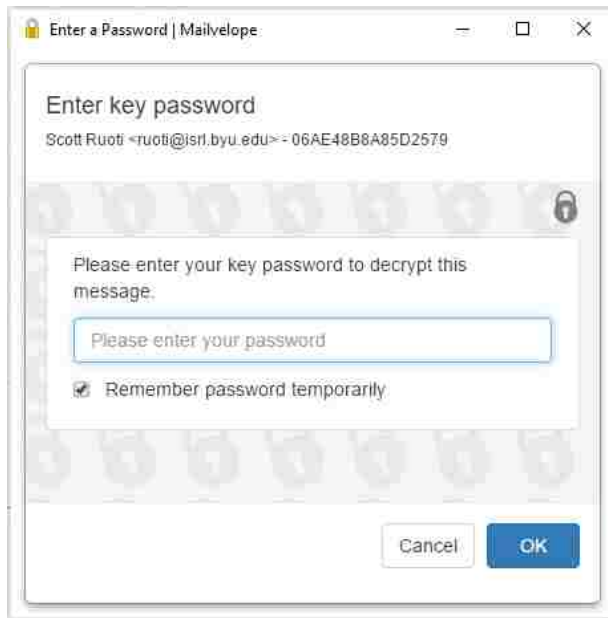 Enter a Password | Mailvelope
Enter key password
Scott Ruoti <ruoti@isrl.byu.edu> - 06AE48B8A85D2579
Please enter your key password to decrypt this
message.
Please enter your password
Remember password temporarily
Cancel
OK